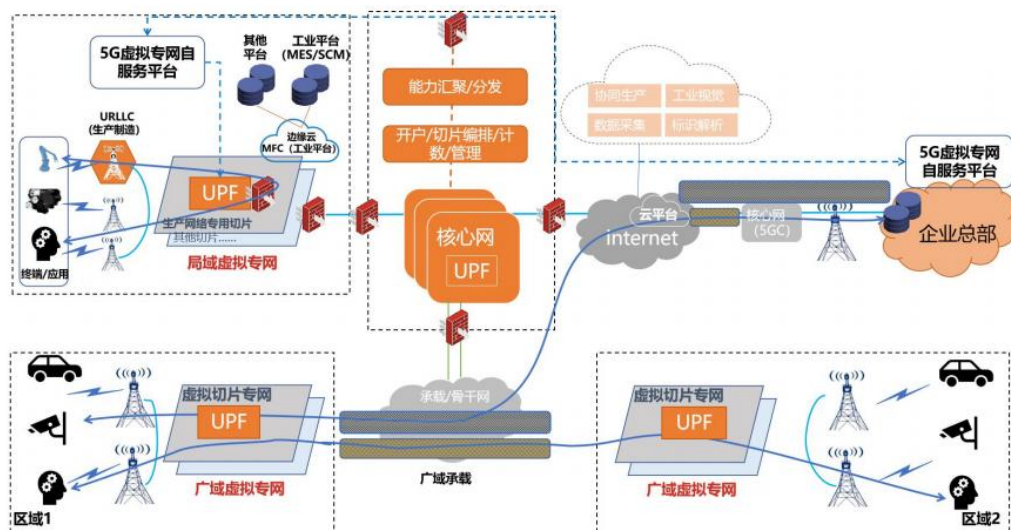 5G虚拟专网自
服务平台
其他
平台
工业平台
(MES/SCM)
URLLC
(生产制造)
边缘云
MFC (工业平台)
UPF
生产网络专用切片
/其他切片……
终端/应用
局域虚拟专网
能力汇聚/分发
开户/切片编排/计
数/管理
核心网
UPF
协同生产
工业视觉
数据采集
标识解析
云平台
internet
核心网
(5GC)
5G虚拟专网
自服务平台
企业总部
虚拟切片专网
UPF
广域虚拟专网
区域1
承载/骨干网
广域承载
虚拟切片专网
UPF
广域虚拟专网
区域2